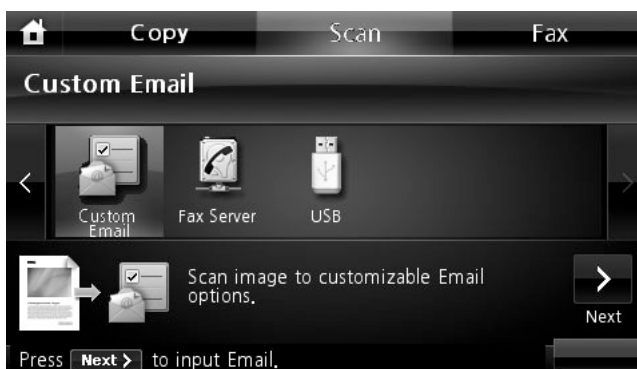 Copy Scan Fax
Custom Email
Custom
Email
Fax Server
USB
Scan image to customizable Email
options.
Next
Press Next > to input Email.